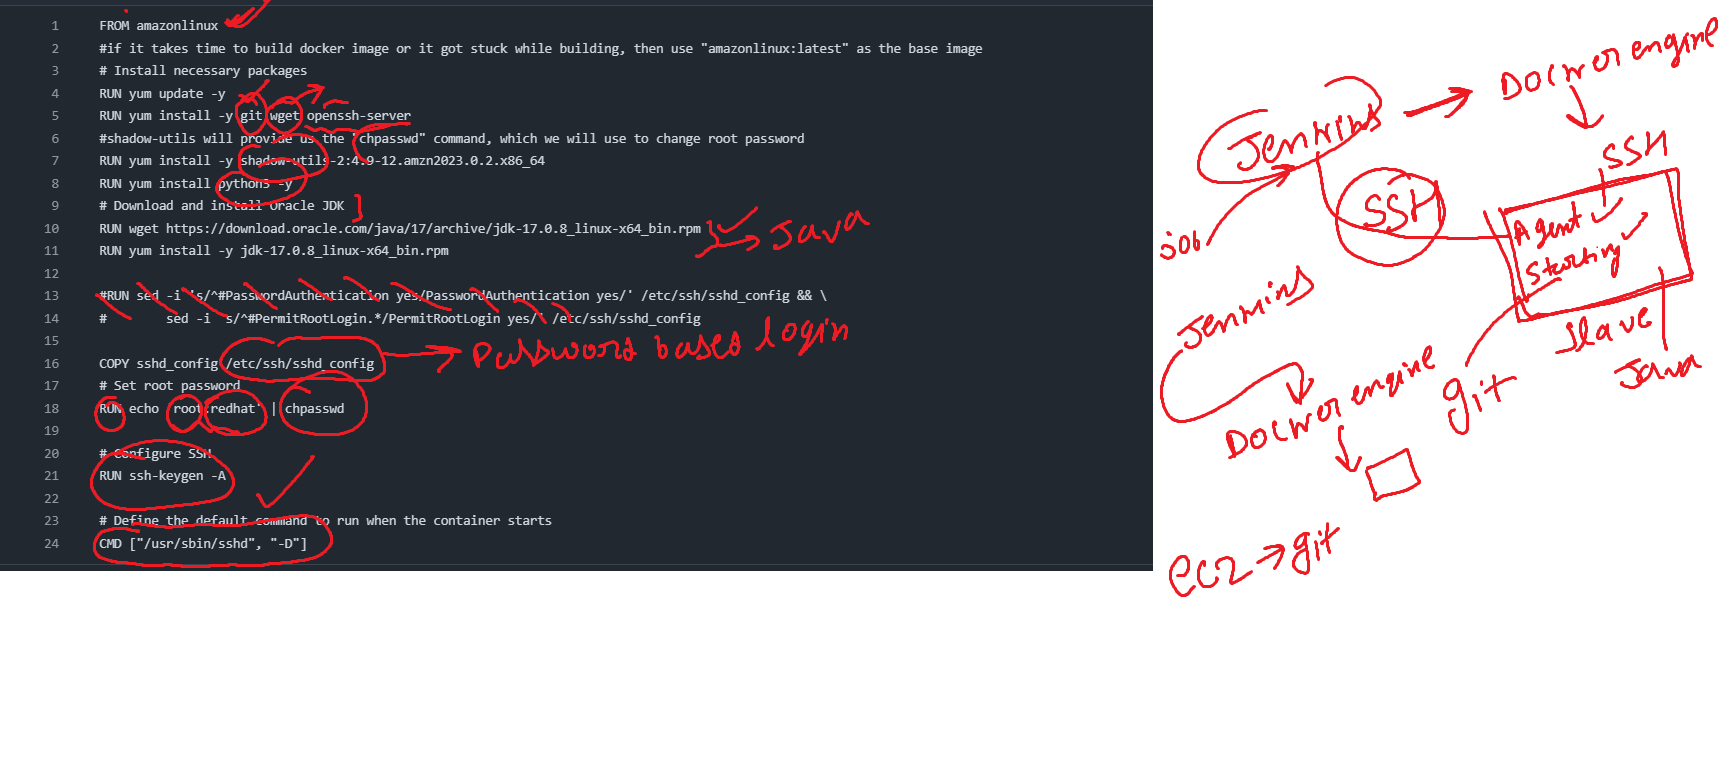 1 FROM amazonlinux
2 #if it takes time to build docker image or it got stuck while building, then use "amazonlinux:latest" as the base image
3 # Install necessary packages
4 RUN yum update -y
5 RUN yum install -y git wget openssh-server
6 #shadow-utils will provide us the "chpasswd" command, which we will use to change root password
7 RUN yum install -y shadow-utils-2:4.9-12.amzn2023.0.2.x86_64
8 RUN yum install python3 -y
9 # Download and install Oracle JDK
10 RUN wget https://download.oracle.com/java/17/archive/jdk-17.0.8_linux-x64_bin.rpm
11 RUN yum install -y jdk-17.0.8_linux-x64_bin.rpm
12
13 #RUN sed -i 's/^#PasswordAuthentication yes/PasswordAuthentication yes/' /etc/ssh/sshd_config && \
14 # sed -i 's/^#PermitRootLogin.*/PermitRootLogin yes/' /etc/ssh/sshd_config
15
16 COPY sshd_config /etc/ssh/sshd_config
17 # Set root password
18 RUN echo 'root:redhat' | chpasswd
19
20 # Configure SSH
21 RUN ssh-keygen -A
22
23 # Define the default command to run when the container starts
24 CMD ["/usr/sbin/sshd", "-D"]
Java
Password based login
Docker engine
Jenkins
SSH
SSH
job
Agent
Starting
Slave
Java
git
Jenkins
Docker engine
EC2 → git